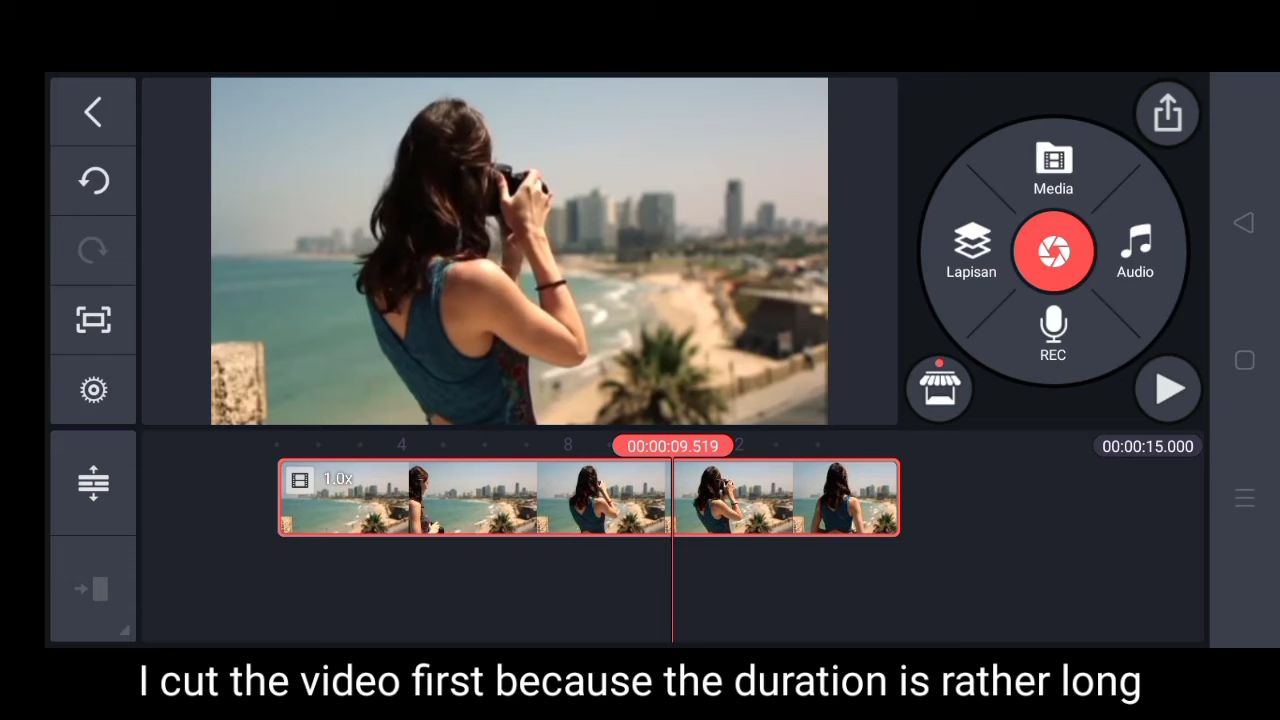 Media
Lapisan
Audio
REC
4
8
00:00:09.519
2
00:00:15.000
1.0x
I cut the video first because the duration is rather long